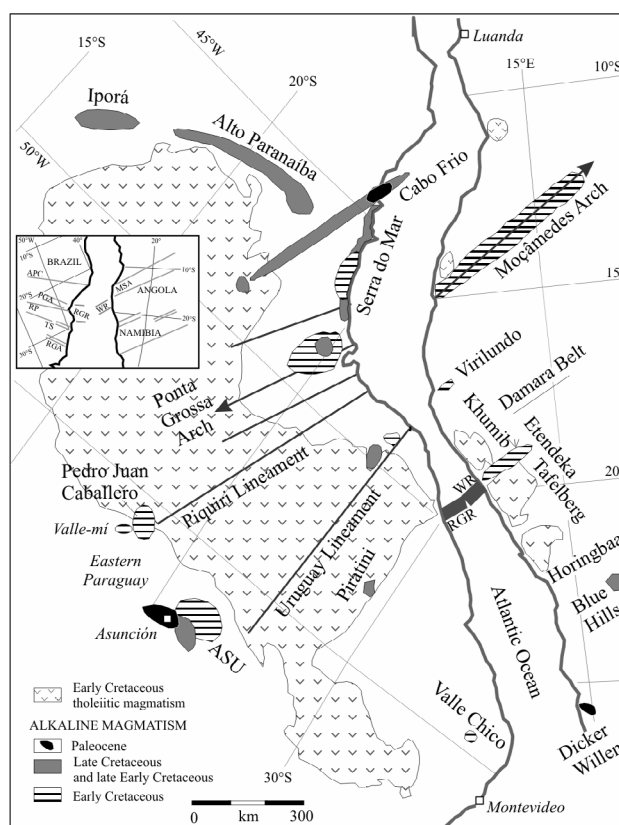 Luanda
15°S
45°W
20°S
15°E
10°S
Iporá
Alto Paranaíba
50°W
Cabo Frio
Moçâmedes Arch
Serra do Mar
15°S
50°W
40°
20°
10°S
BRAZIL
APC
MSA
10°S
ANGOLA
PGA
WR
20°S
RP
RGR
20°S
TS
NAMIBIA
RGA
30°S
Virilundo
Damara Belt
Ponta
Grossa
Arch
Khumib
Etendeka
Tafelberg
Pedro Juan
Caballero
Piquiri Lineament
20°S
WR
RGR
Valle-mí
Uruguay Lineament
Horingbaai
Eastern
Paraguay
Piratini
Blue
Hills
Atlantic Ocean
Asunción
ASU
Early Cretaceous
tholeiitic magmatism
ALKALINE MAGMATISM
Paleocene
Late Cretaceous
and late Early Cretaceous
Early Cretaceous
Valle Chico
Dicker
Willem
30°S
0
km
300
Montevideo